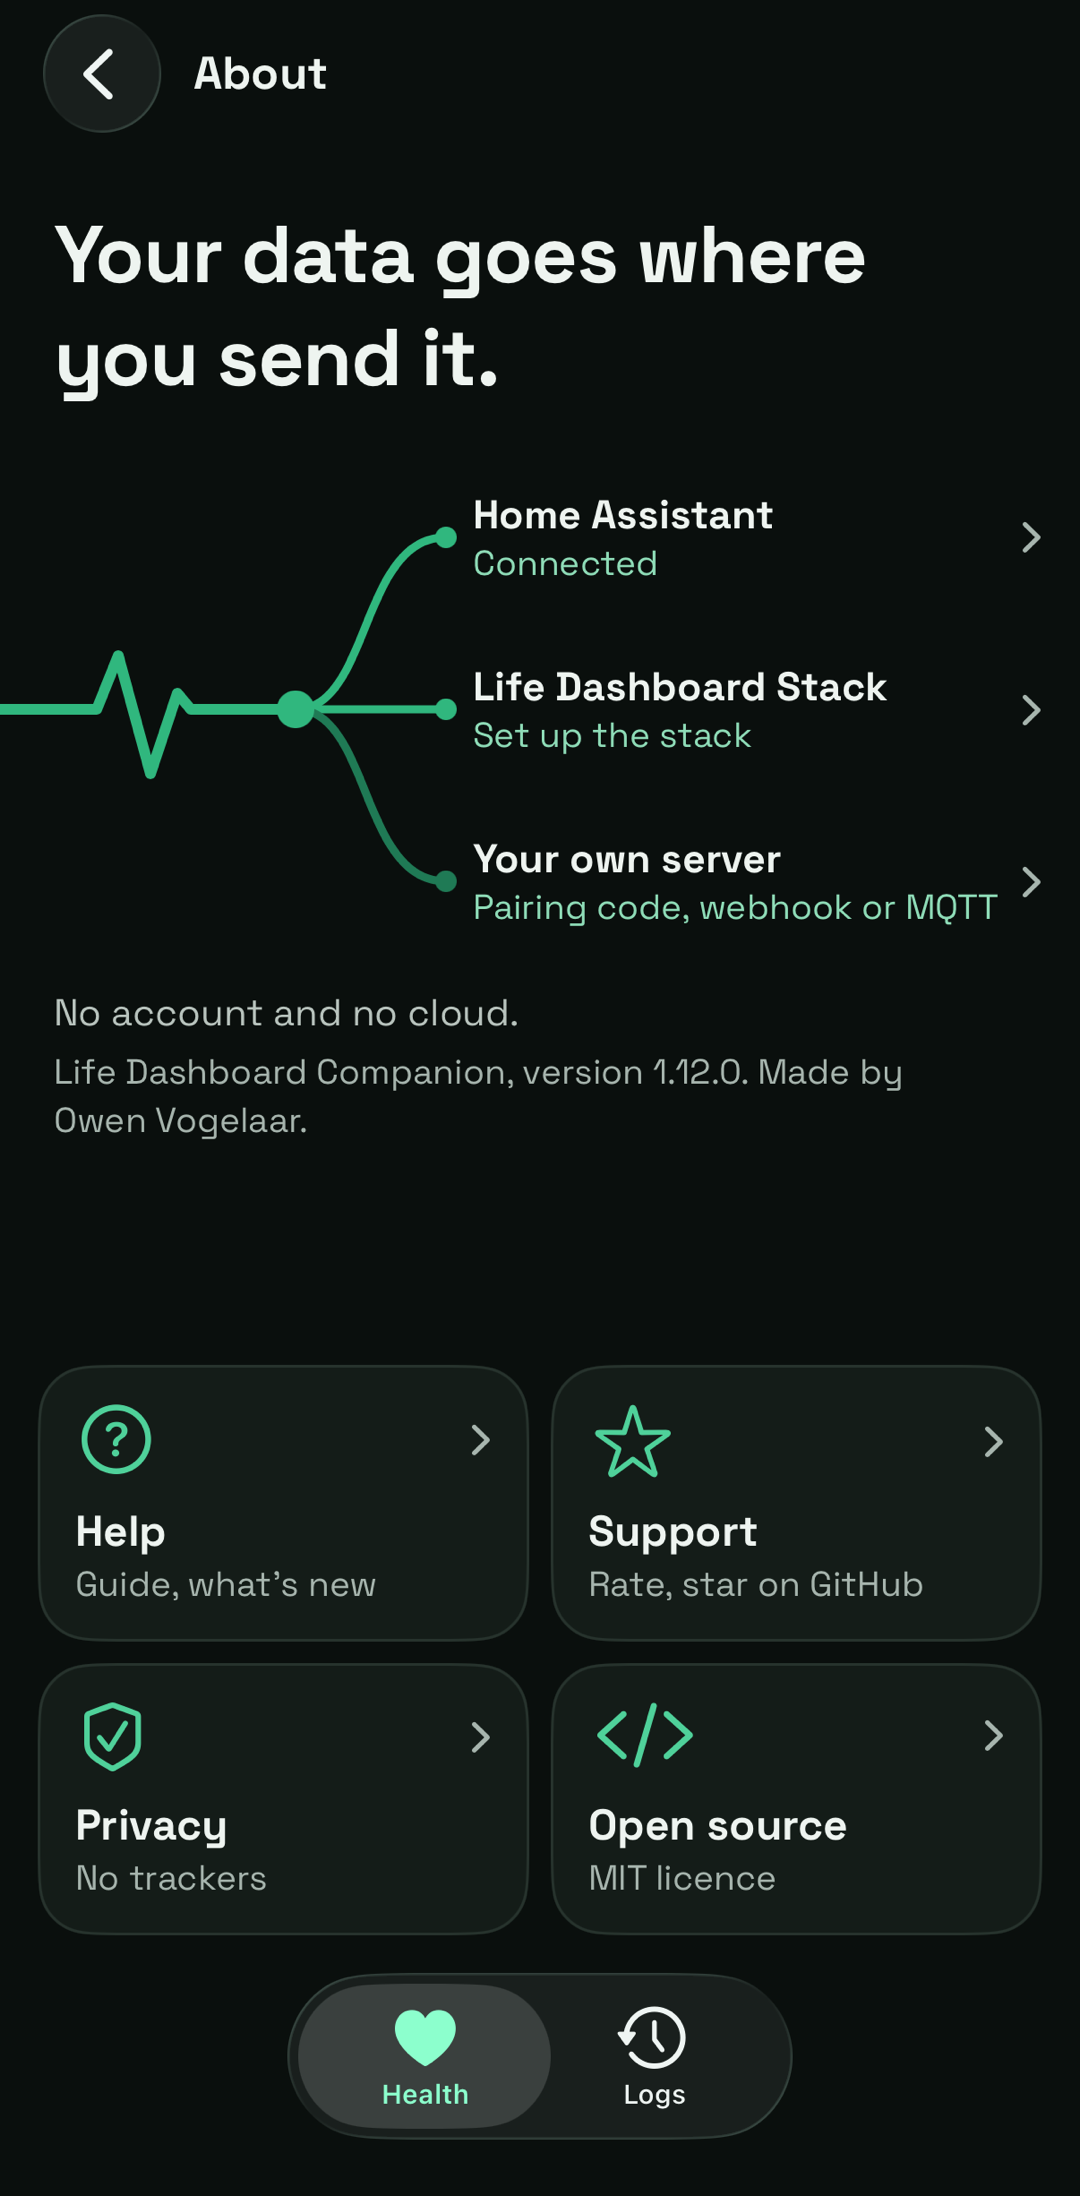 About
Your data goes where
you send it.
Home Assistant
Connected
Life Dashboard Stack
Set up the stack
Your own server
Pairing code, webhook or MQTT
No account and no cloud.
Life Dashboard Companion, version 1.12.0. Made by
Owen Vogelaar.
Help
Guide, what's new
Support
Rate, star on GitHub
Privacy
No trackers
Open source
MIT licence
Health
Logs